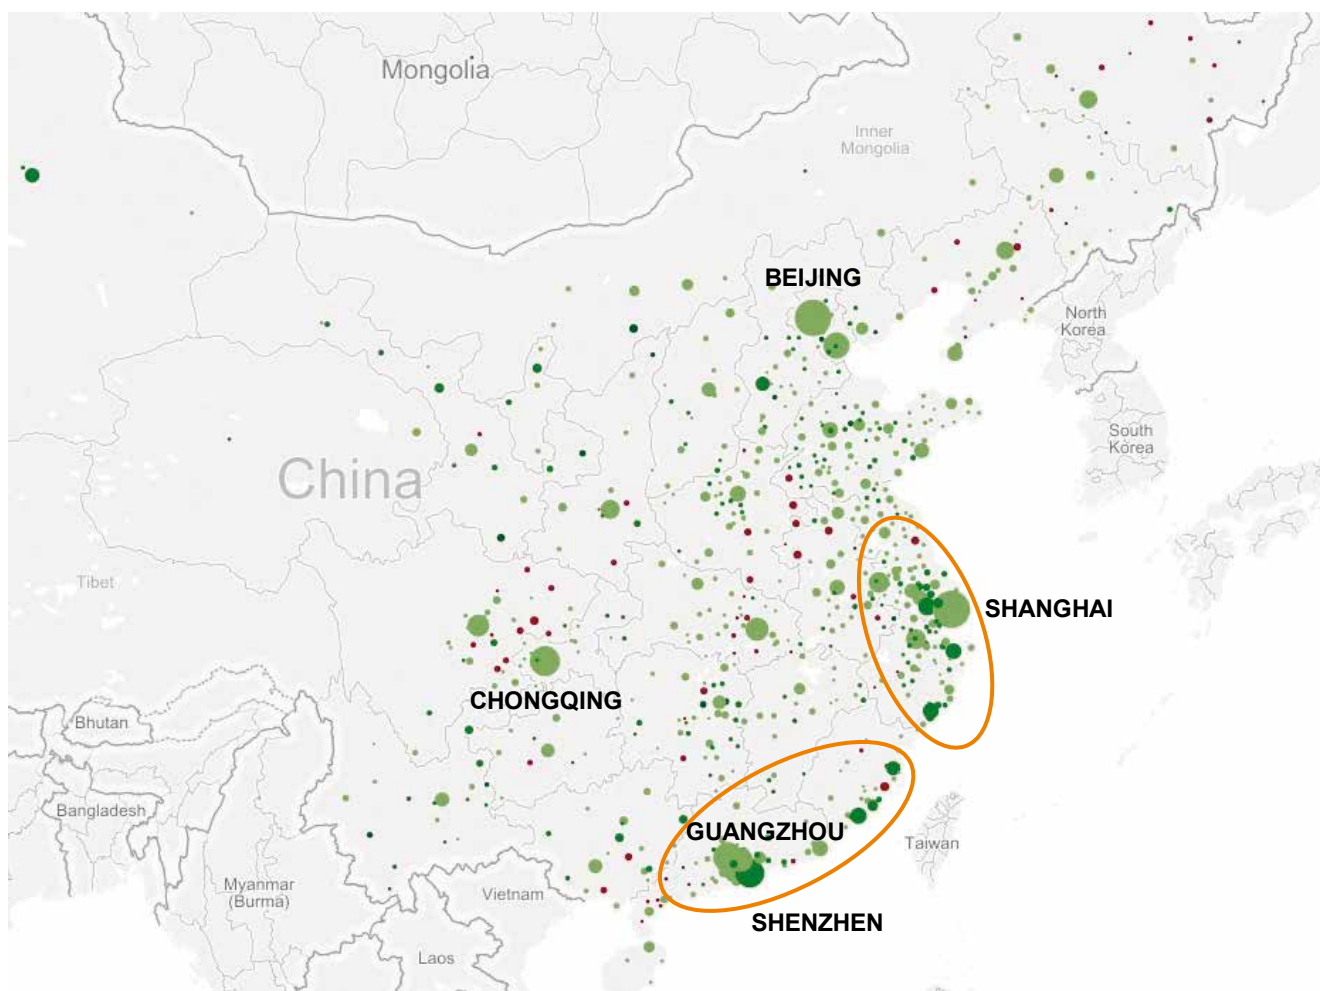 Mongolia
Inner
Mongolia
BEIJING
North
Korea
South
Korea
China
Tibet
SHANGHAI
CHONGQING
Bhutan
Bangladesh
GUANGZHOU
Taiwan
Myanmar
(Burma)
Vietnam
SHENZHEN
Laos